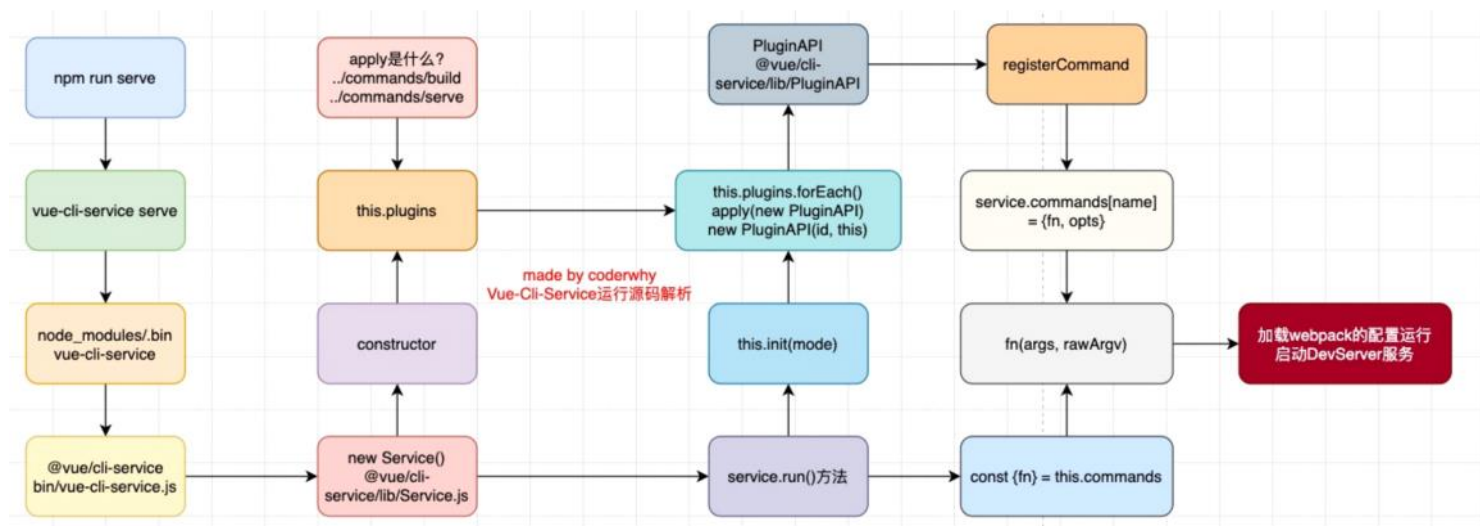 npm run serve
vue-cli-service serve
node_modules/.bin
vue-cli-service
@vue/cli-service
bin/vue-cli-service.js
apply是什么?
../commands/build
../commands/serve
this.plugins
constructor
new Service()
@vue/cli-
service/lib/Service.js
made by coderwhy
Vue-Cli-Service运行源码解析
PluginAPI
@vue/cli-
service/lib/PluginAPI
this.plugins.forEach()
apply(new PluginAPI)
new PluginAPI(id, this)
this.init(mode)
service.run()方法
registerCommand
service.commands[name]
= {fn, opts}
fn(args, rawArgv)
const {fn} = this.commands
加载webpack的配置运行
启动DevServer服务